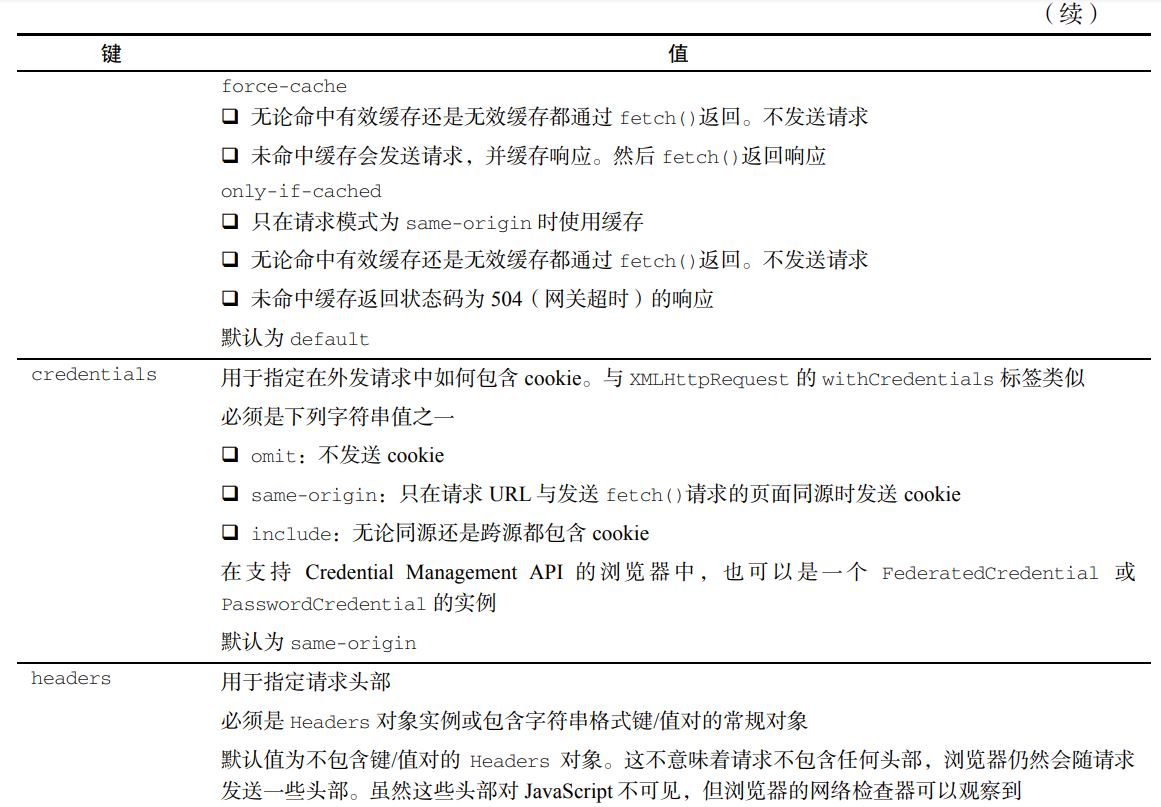 （续）
键 值
force-cache
❑ 无论命中有效缓存还是无效缓存都通过 fetch()返回。不发送请求
❑ 未命中缓存会发送请求，并缓存响应。然后 fetch()返回响应
only-if-cached
❑ 只在请求模式为 same-origin 时使用缓存
❑ 无论命中有效缓存还是无效缓存都通过 fetch()返回。不发送请求
❑ 未命中缓存返回状态码为 504（网关超时）的响应
默认为 default
credentials 用于指定在外发请求中如何包含 cookie。与 XMLHttpRequest 的 withCredentials 标签类似
必须是下列字符串值之一
❑ omit：不发送 cookie
❑ same-origin：只在请求 URL 与发送 fetch()请求的页面同源时发送 cookie
❑ include：无论同源还是跨源都包含 cookie
在支持 Credential Management API 的浏览器中，也可以是一个 FederatedCredential 或
PasswordCredential 的实例
默认为 same-origin
headers 用于指定请求头部
必须是 Headers 对象实例或包含字符串格式键/值对的常规对象
默认值为不包含键/值对的 Headers 对象。这不意味着请求不包含任何头部，浏览器仍然会随请求
发送一些头部。虽然这些头部对 JavaScript 不可见，但浏览器的网络检查器可以观察到